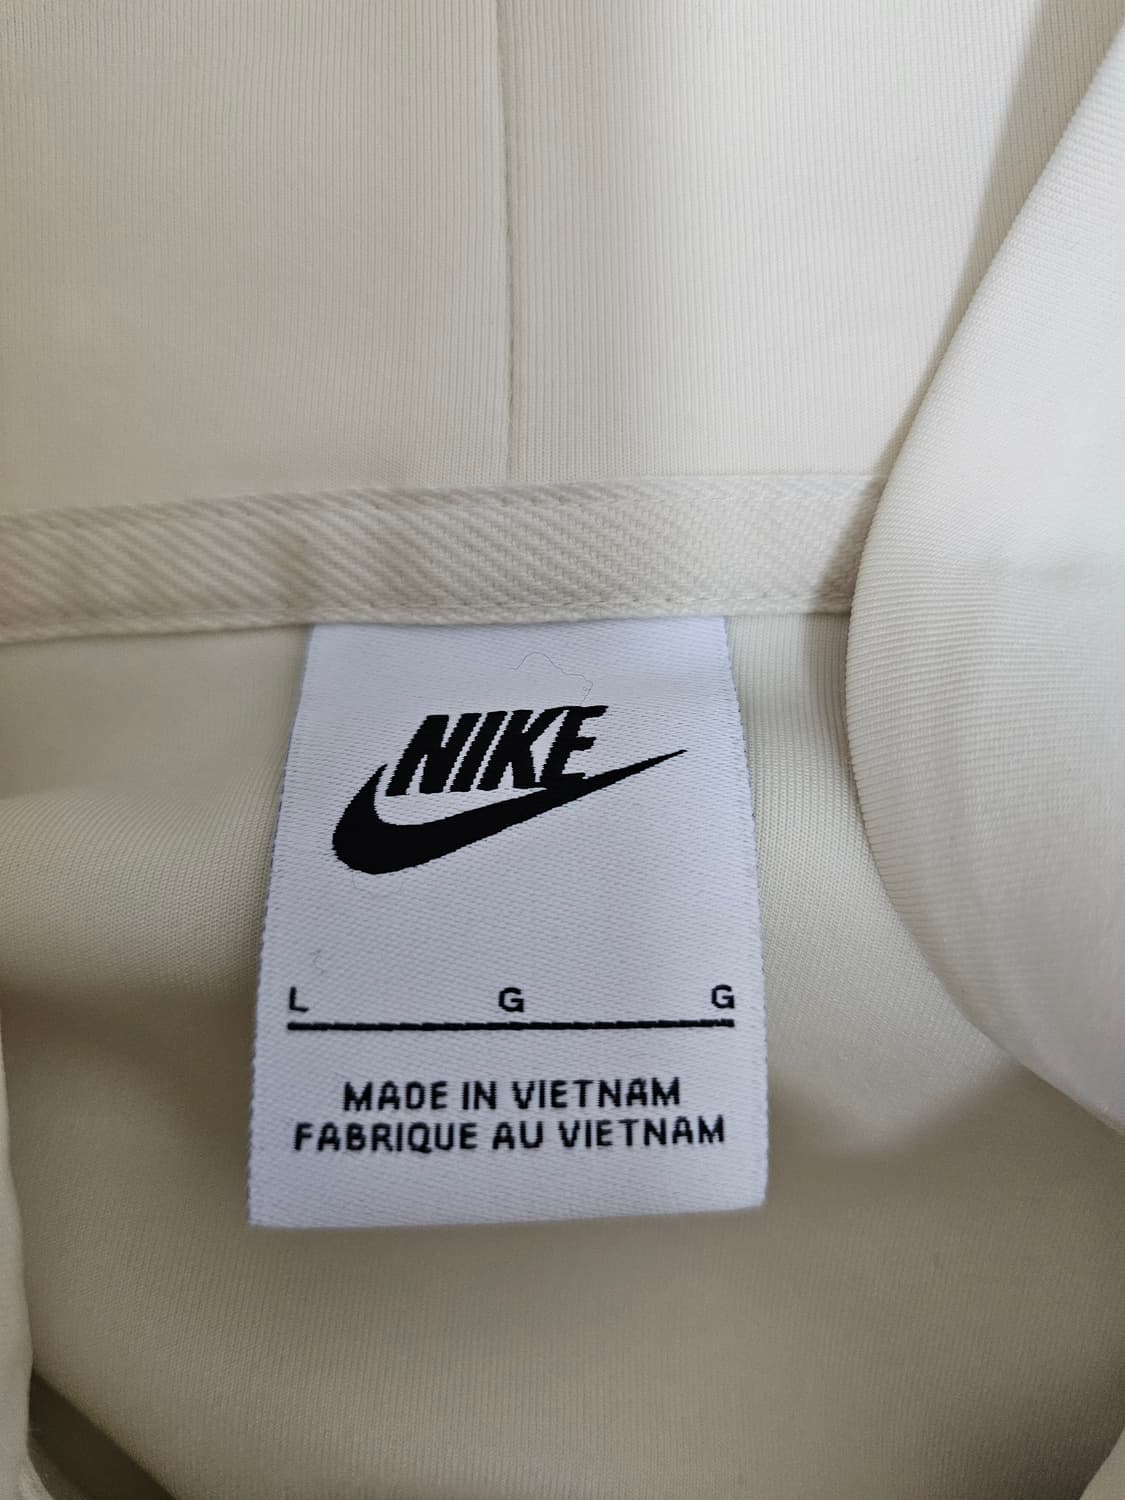 NIKE
L G G
MADE IN VIETNAM
FABRIQUE AU VIETNAM